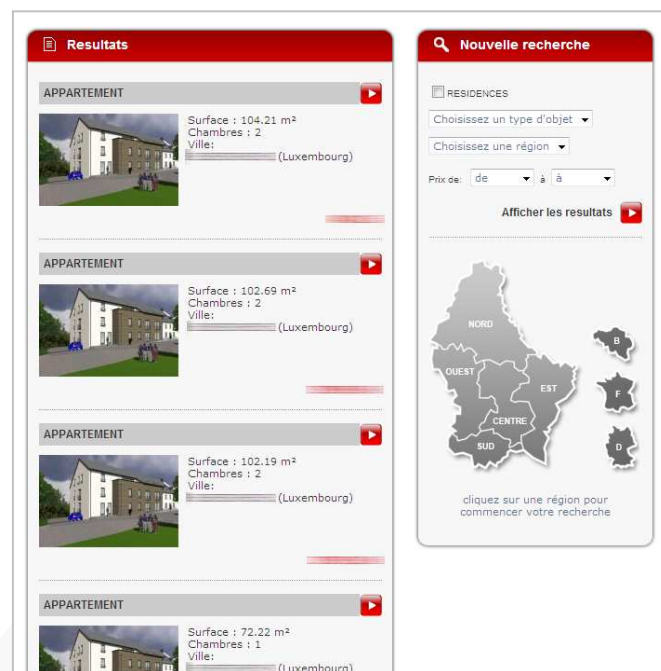 Resultats
APPARTEMENT
Surface : 104.21 m²
Chambres : 2
Ville:
(Luxembourg)
APPARTEMENT
Surface : 102.69 m²
Chambres : 2
Ville:
(Luxembourg)
APPARTEMENT
Surface : 102.19 m²
Chambres : 2
Ville:
(Luxembourg)
APPARTEMENT
Surface : 72.22 m²
Chambres : 1
Ville:
(Luxembourg)
Nouvelle recherche
RESIDENCES
Choisissez un type d'objet
Choisissez une région
Prix de: de à à
Afficher les resultats
NORD
B
OUEST
EST
F
CENTRE
SUD
D
cliquez sur une région pour
commencer votre recherche